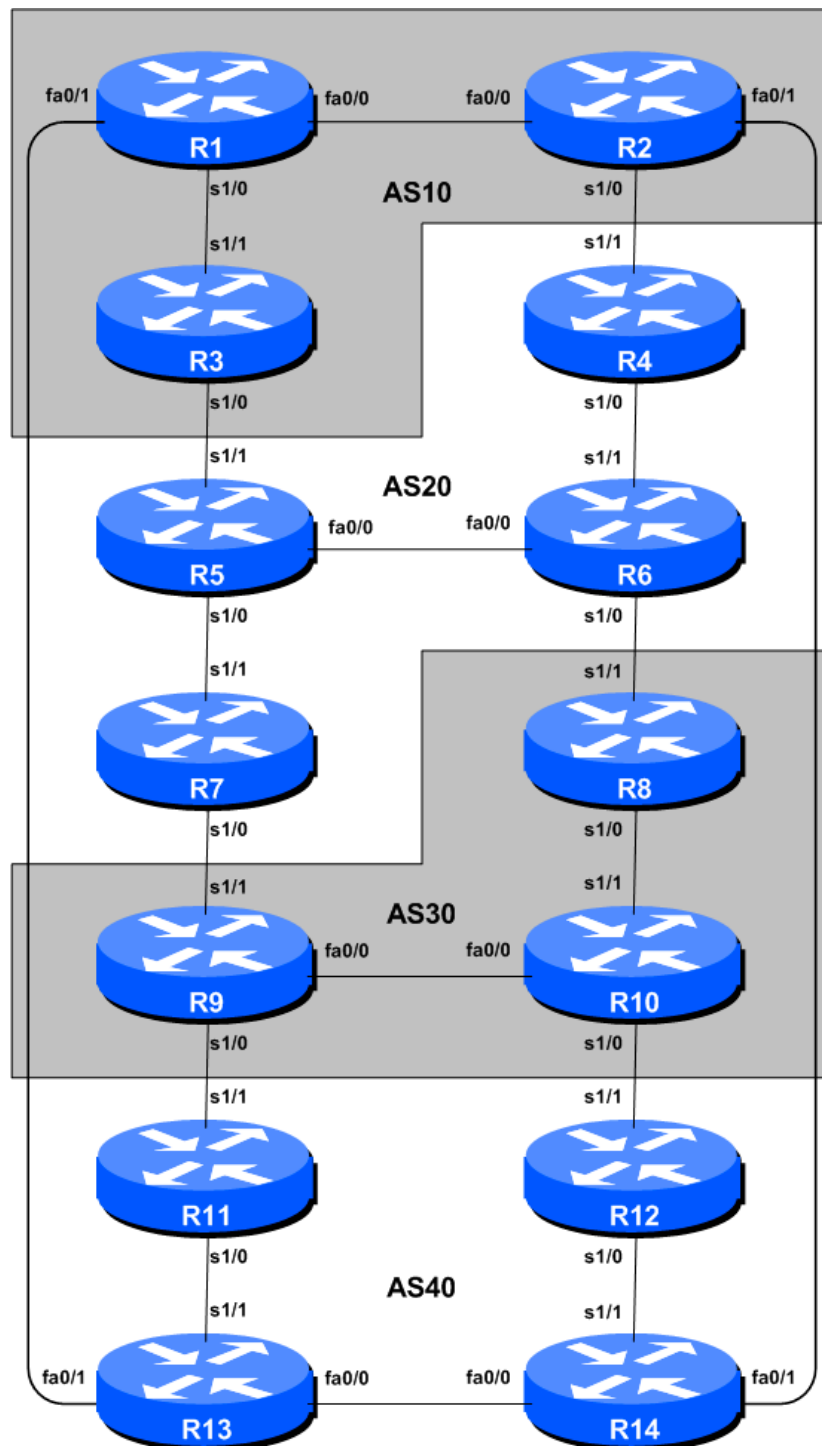 fa0/1 fa0/0 fa0/0 fa0/1
R1 R2
s1/0 AS10 s1/0
s1/1 s1/1
R3 R4
s1/0 s1/0
s1/1 AS20 s1/1
fa0/0 fa0/0
R5 R6
s1/0 s1/0
s1/1 s1/1
R7 R8
s1/0 s1/0
s1/1 AS30 s1/1
fa0/0 fa0/0
R9 R10
s1/0 s1/0
s1/1 s1/1
R11 R12
s1/0 s1/0
AS40
s1/1 s1/1
fa0/1 fa0/0 fa0/0 fa0/1
R13 R14